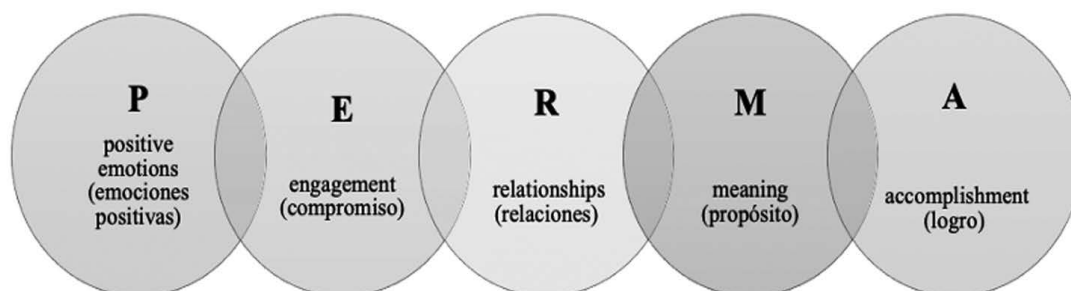 P
positive
emotions
(emociones
positivas)
E
engagement
(compromiso)
R
relationships
(relaciones)
M
meaning
(propósito)
A
accomplishment
(logro)